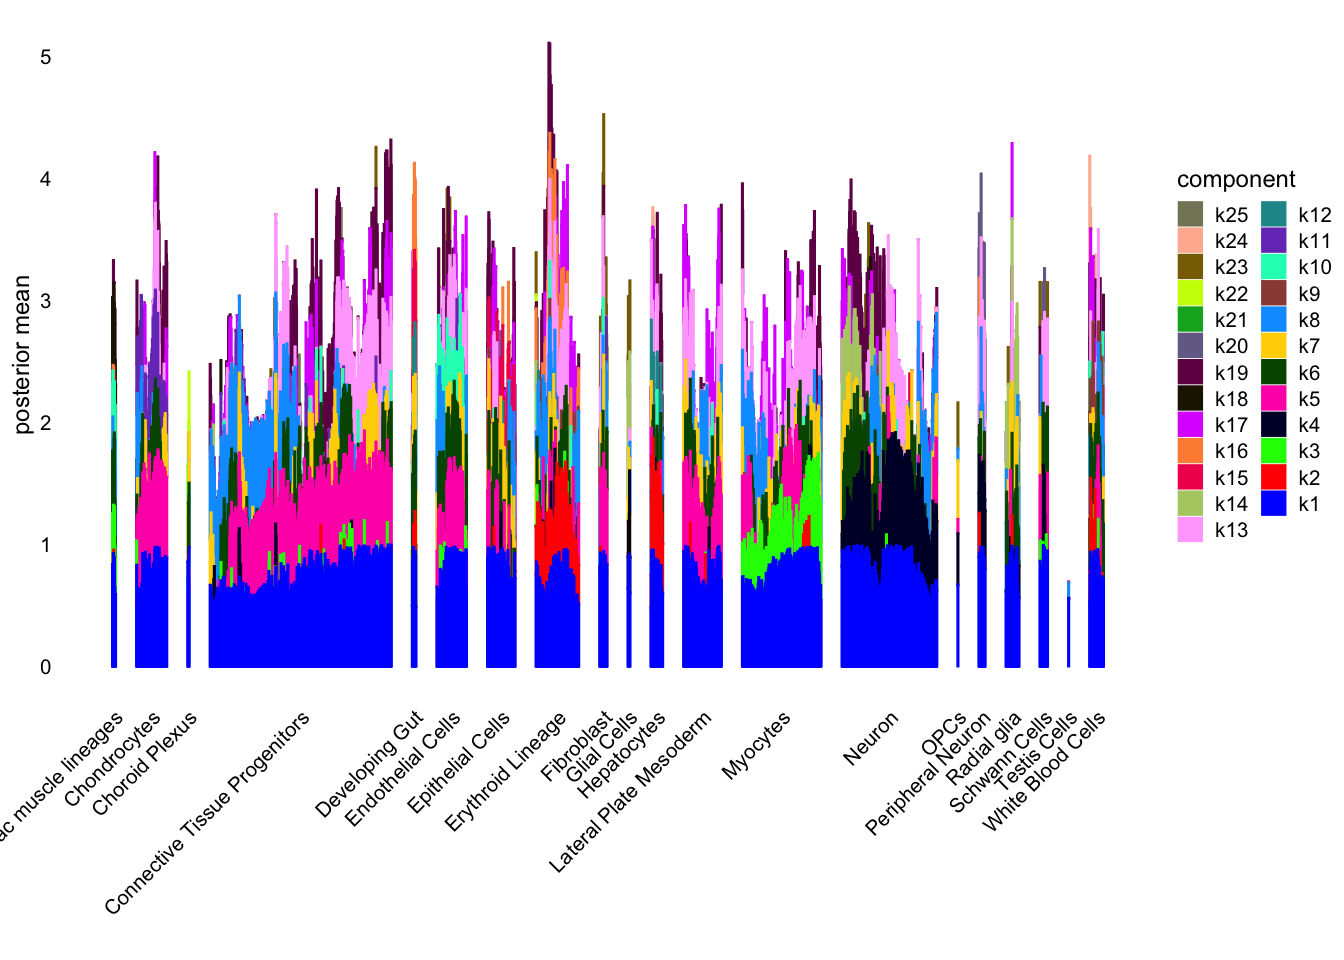 posterior mean
5
4
3
2
1
0
muscle lineages
Chondrocytes
Choroid Plexus
Connective Tissue Progenitors
Developing Gut
Endothelial Cells
Epithelial Cells
Erythroid Lineage
Fibroblast
Glial Cells
Hepatocytes
Lateral Plate Mesoderm
Myocytes
Neuron
OPCs
Peripheral Neuron
Radial glia
Schwann Cells
Testis Cells
White Blood Cells
component
k25
k24
k23
k22
k21
k20
k19
k18
k17
k16
k15
k14
k13
k12
k11
k10
k9
k8
k7
k6
k5
k4
k3
k2
k1